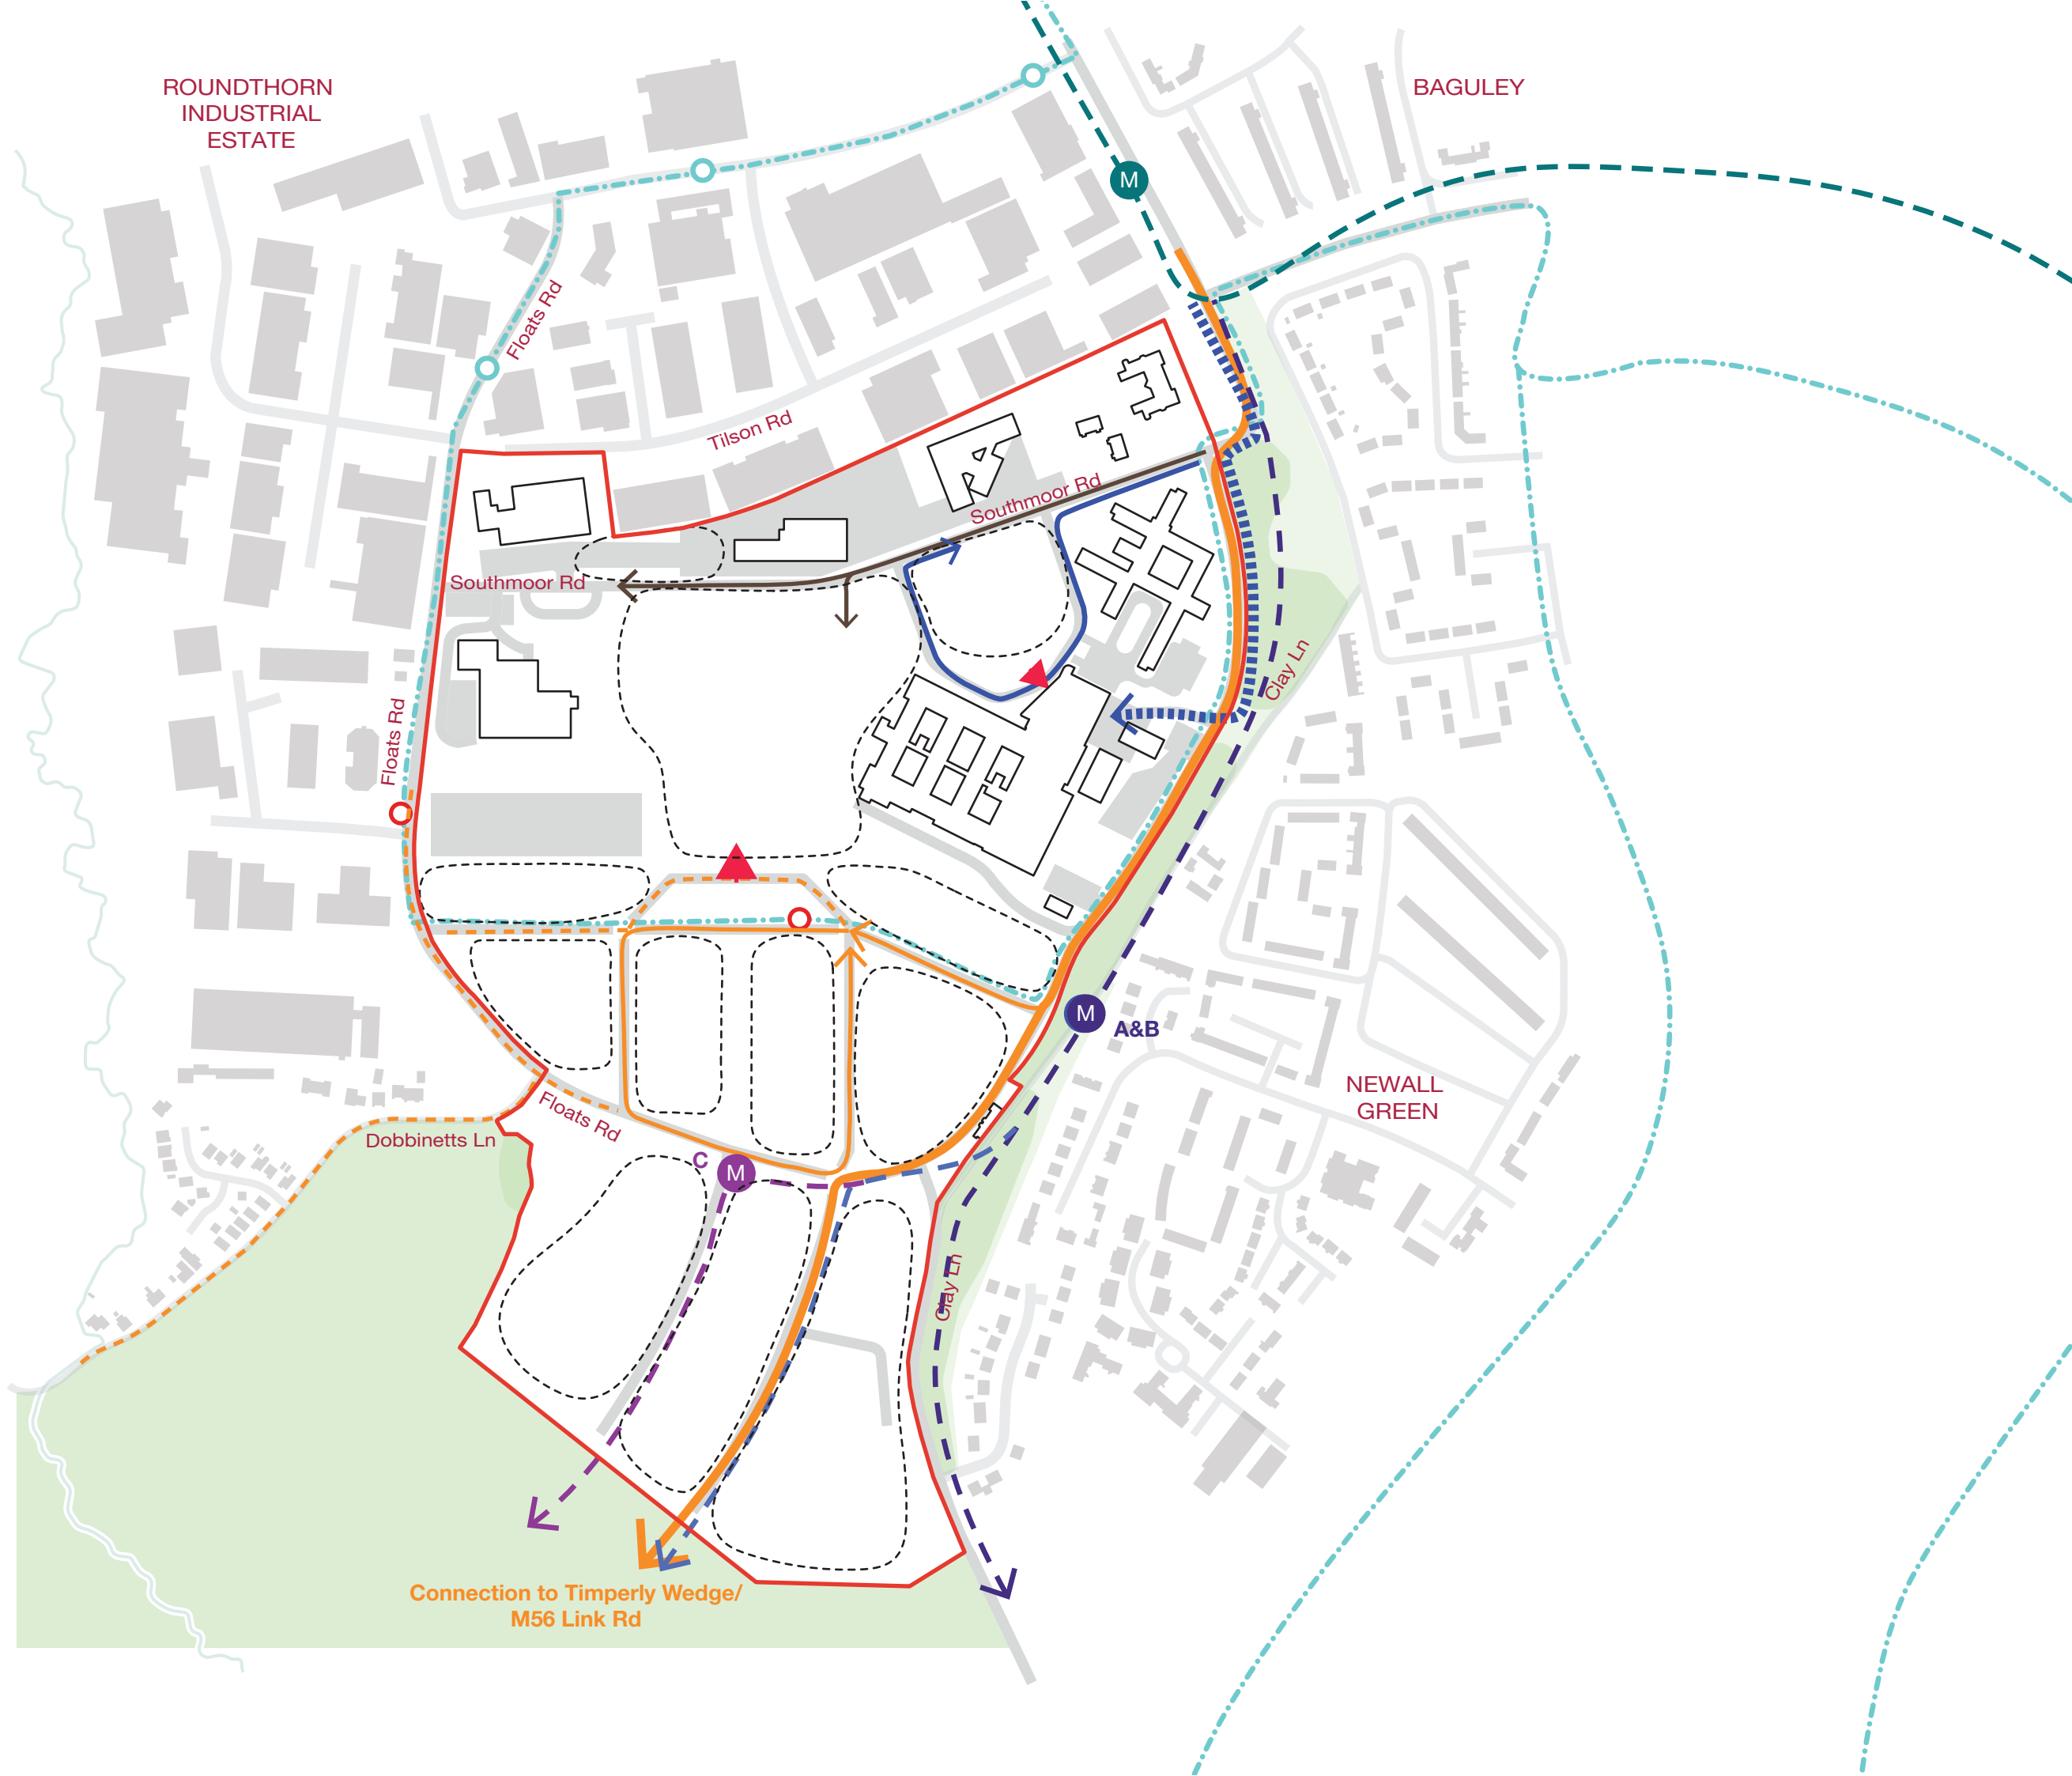 ROUNDTHORN
INDUSTRIAL
ESTATE
BAGULEY
M
Floats Rd
Tilson Rd
Southmoor Rd
Southmoor Rd
Clay Ln
Floats Rd
M
A&B
NEWALL
GREEN
Floats Rd
Dobbinetts Ln
C
M
Clay Ln
Connection to Timperly Wedge/
M56 Link Rd